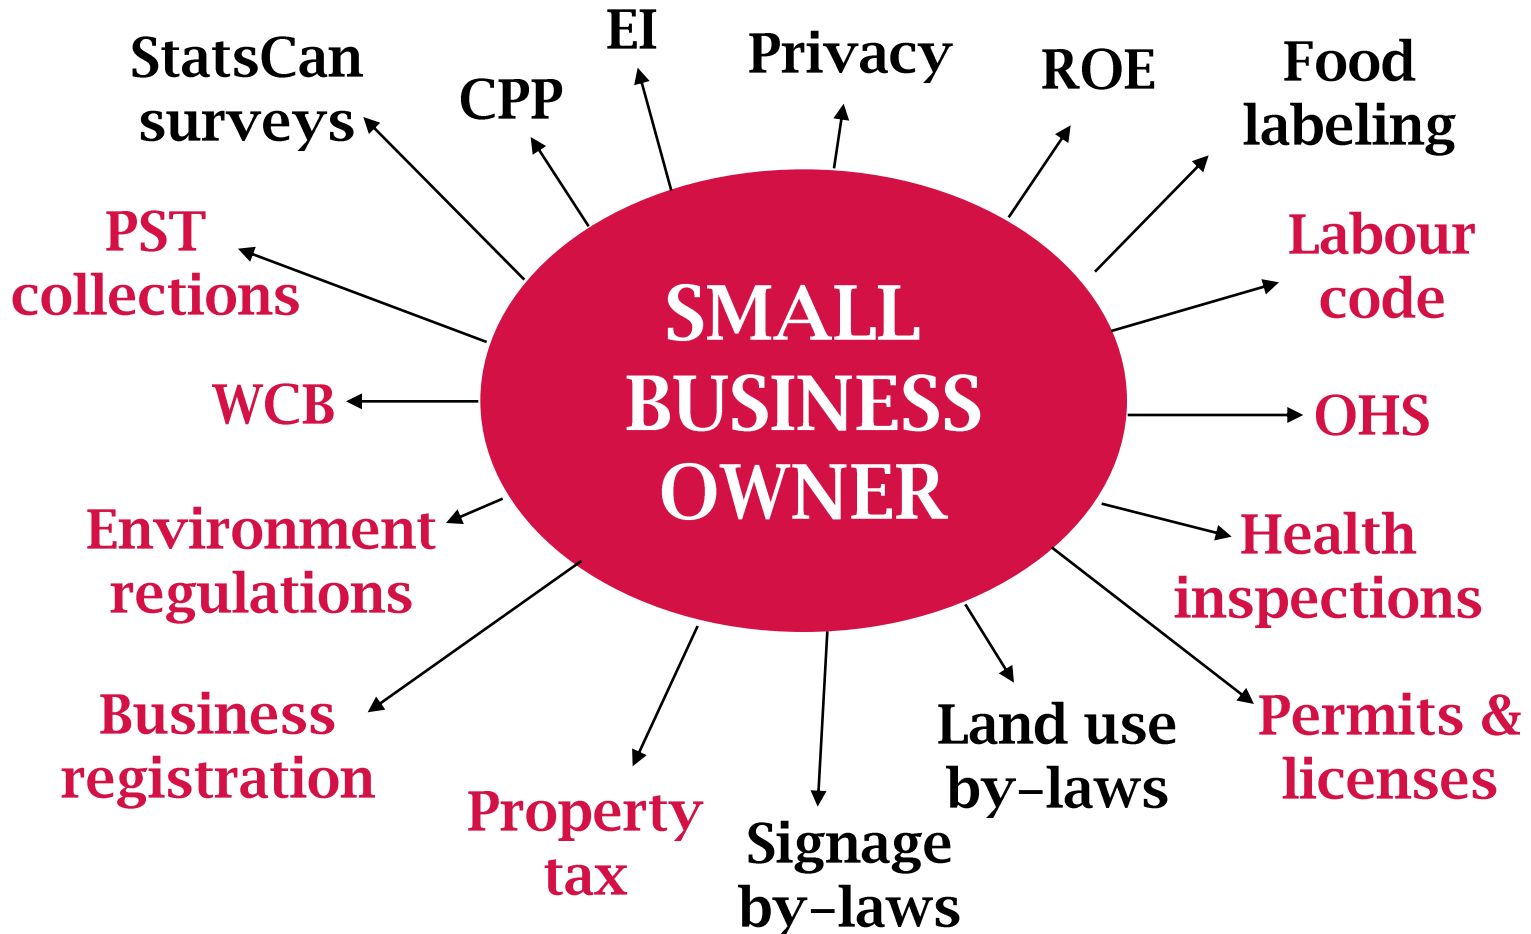 EI
StatsCan
surveys
CPP
Privacy
ROE
Food
labeling
PST
collections
Labour
code
SMALL
BUSINESS
OWNER
WCB
OHS
Environment
regulations
Health
inspections
Business
registration
Permits &
licenses
Land use
by-laws
Property
tax
Signage
by-laws